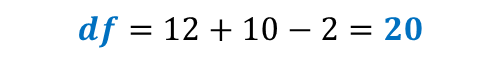 df = 12 + 10 − 2 = 20